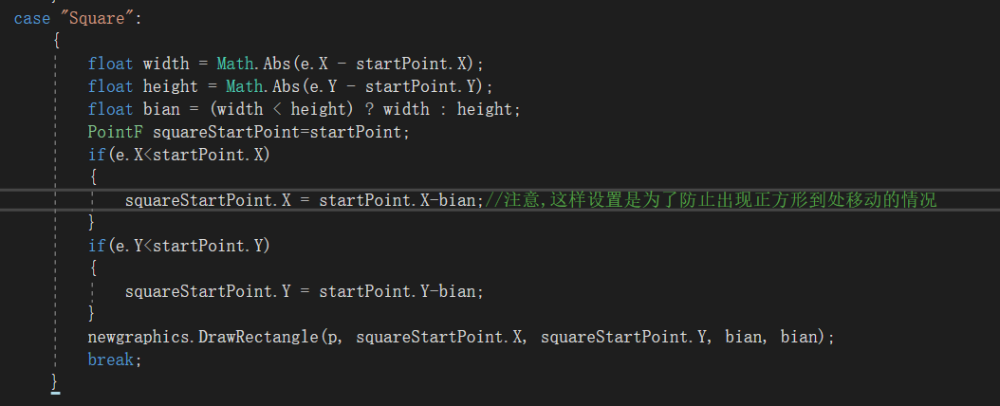 case "Square":
{
float width = Math.Abs(e.X - startPoint.X);
float height = Math.Abs(e.Y - startPoint.Y);
float bian = (width < height) ? width : height;
PointF squareStartPoint=startPoint;
if(e.X<startPoint.X)
{
squareStartPoint.X = startPoint.X-bian;//注意,这样设置是为了防止出现正方形到处移动的情况
}
if(e.Y<startPoint.Y)
{
squareStartPoint.Y = startPoint.Y-bian;
}
newgraphics.DrawRectangle(p, squareStartPoint.X, squareStartPoint.Y, bian, bian);
break;
}